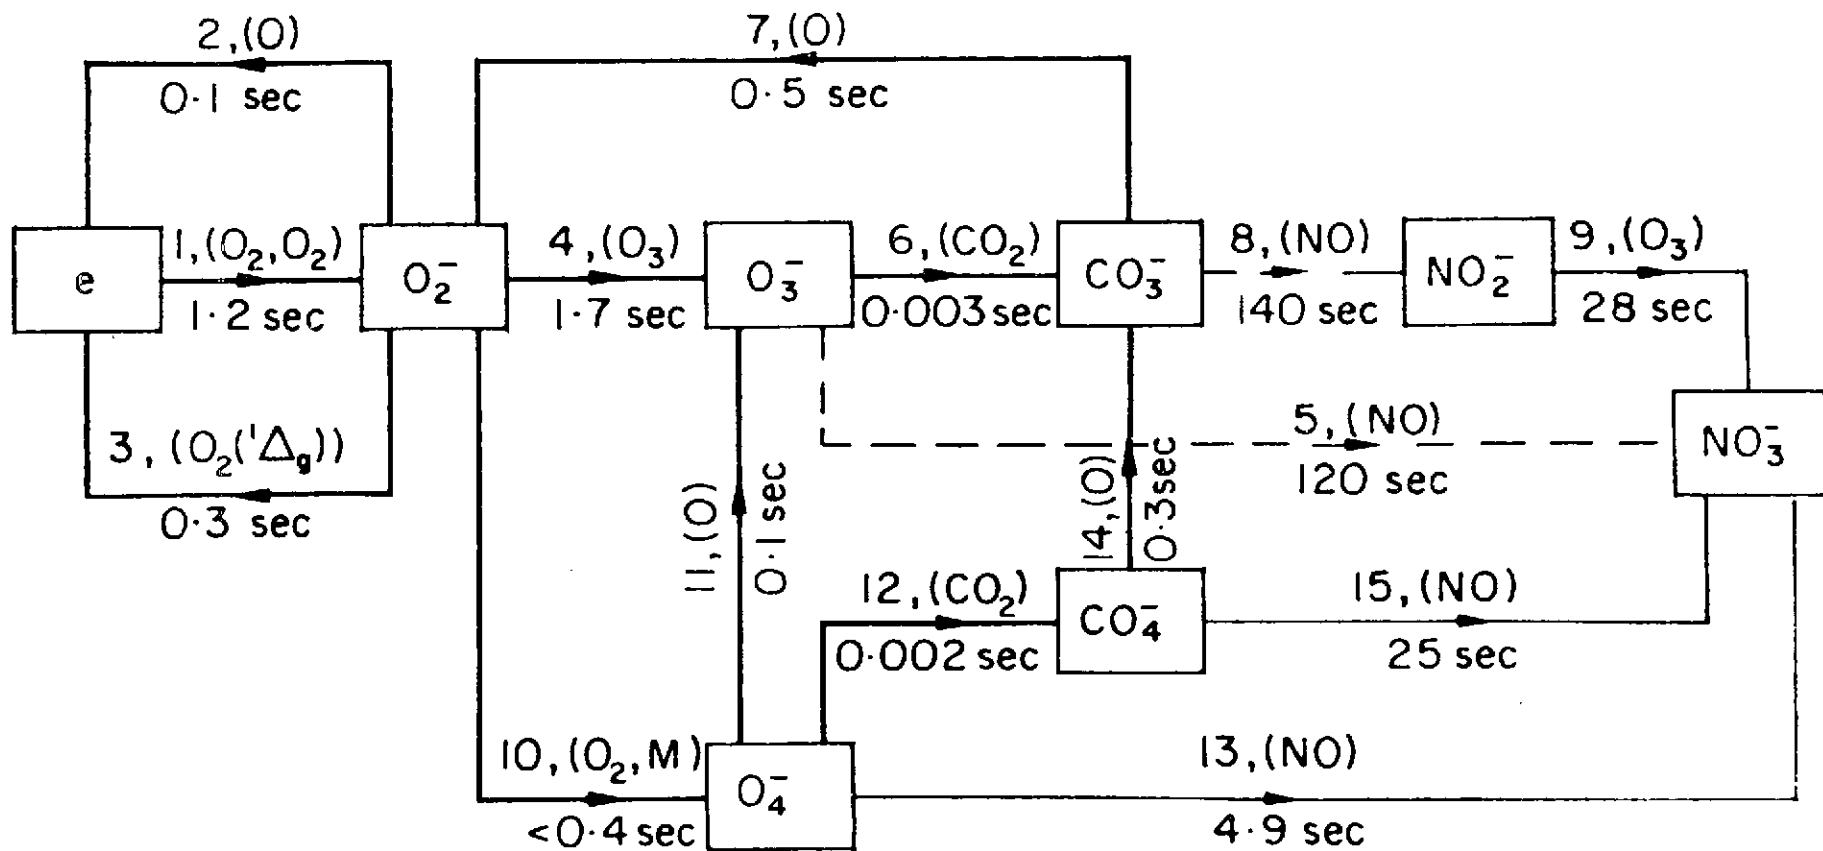 2,(O)
0·1 sec
7,(O)
0·5 sec
e
1,(O₂,O₂)
1·2 sec
O₂⁻
4,(O₃)
1·7 sec
O₃⁻
6,(CO₂)
0·003 sec
CO₃⁻
8,(NO)
140 sec
NO₂⁻
9,(O₃)
28 sec
3,(O₂(¹Δg))
0·3 sec
11,(O)
0·1 sec
14,(O)
0·3sec
5,(NO)
120 sec
NO₃⁻
12,(CO₂)
0·002 sec
CO₄⁻
15,(NO)
25 sec
10,(O₂,M)
<0·4 sec
O₄⁻
13,(NO)
4·9 sec